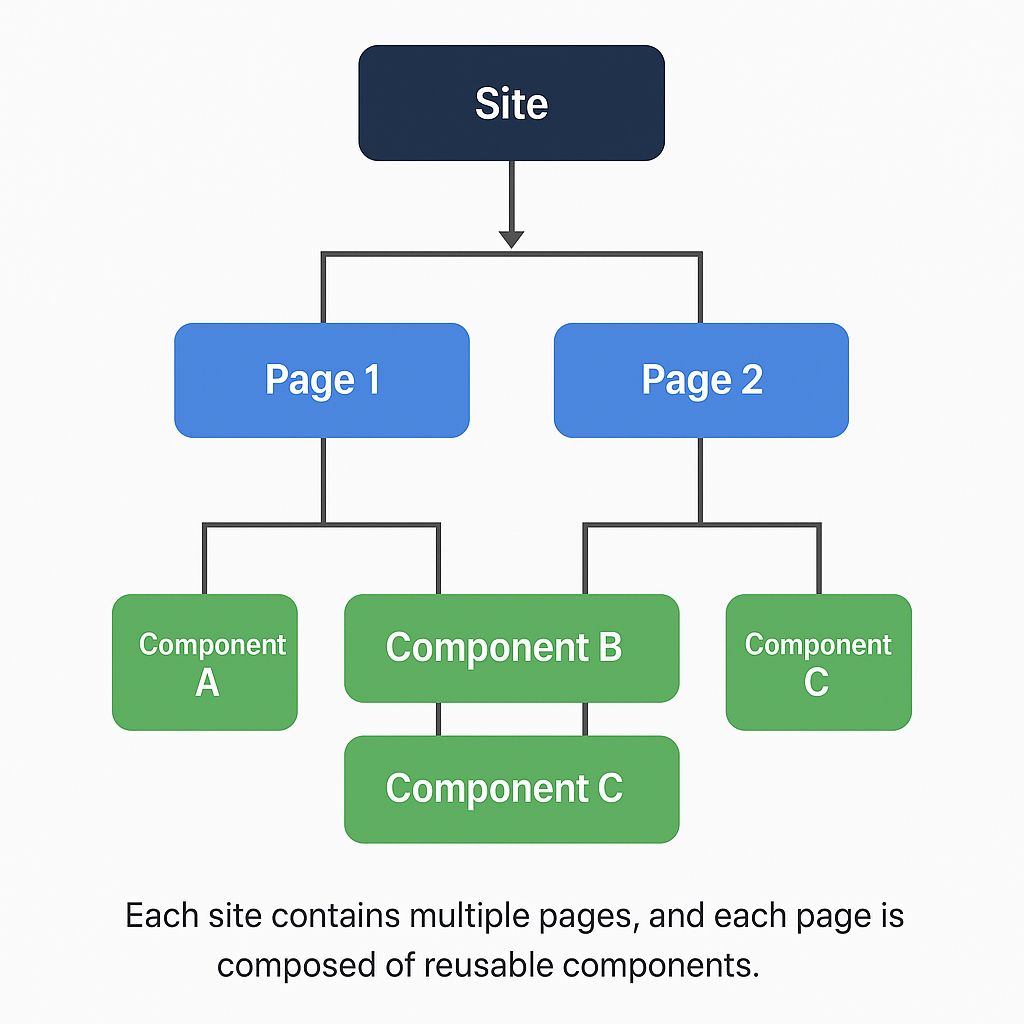 Site
Page 1
Page 2
Component
A
Component B
Component
C
Component C
Each site contains multiple pages, and each page is
composed of reusable components.